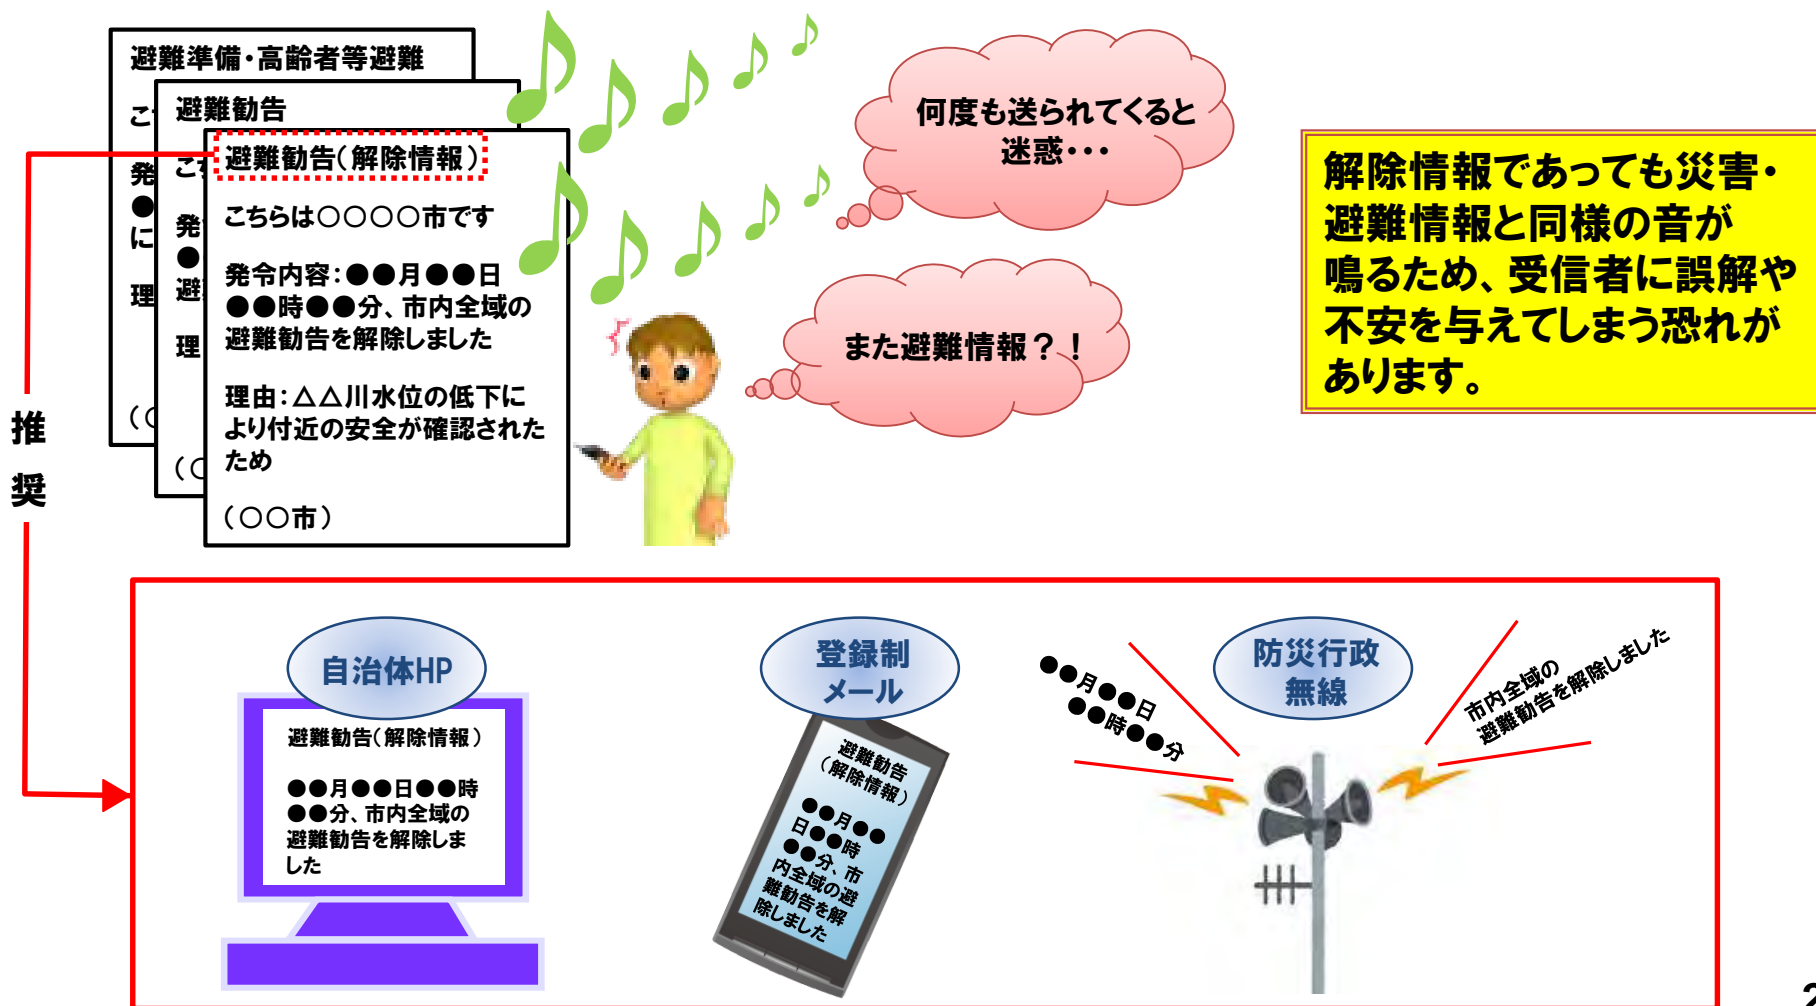 避難準備・高齢者等避難
こ
発
●
に
理
(○
避難勧告
こち
発
●
避
理
(○
避難勧告(解除情報)
こちらは○○○○市です
発令内容:●●月●●日
●●時●●分、市内全域の
避難勧告を解除しました
理由:△△川水位の低下に
より付近の安全が確認された
ため
(○○市)
何度も送られてくると
迷惑・・・
また避難情報?!
解除情報であっても災害・
避難情報と同様の音が
鳴るため、受信者に誤解や
不安を与えてしまう恐れが
あります。
推
奨
自治体HP
避難勧告(解除情報)
●●月●●日●●時
●●分、市内全域の
避難勧告を解除しま
した
登録制
メール
避難勧告
(解除情報)
●●月●●
日●●時
●●分、市
内全域の避
難勧告を解
除しました
防災行政
無線
●●月●●日
●●時●●分
市内全域の
避難勧告を解除しました
2